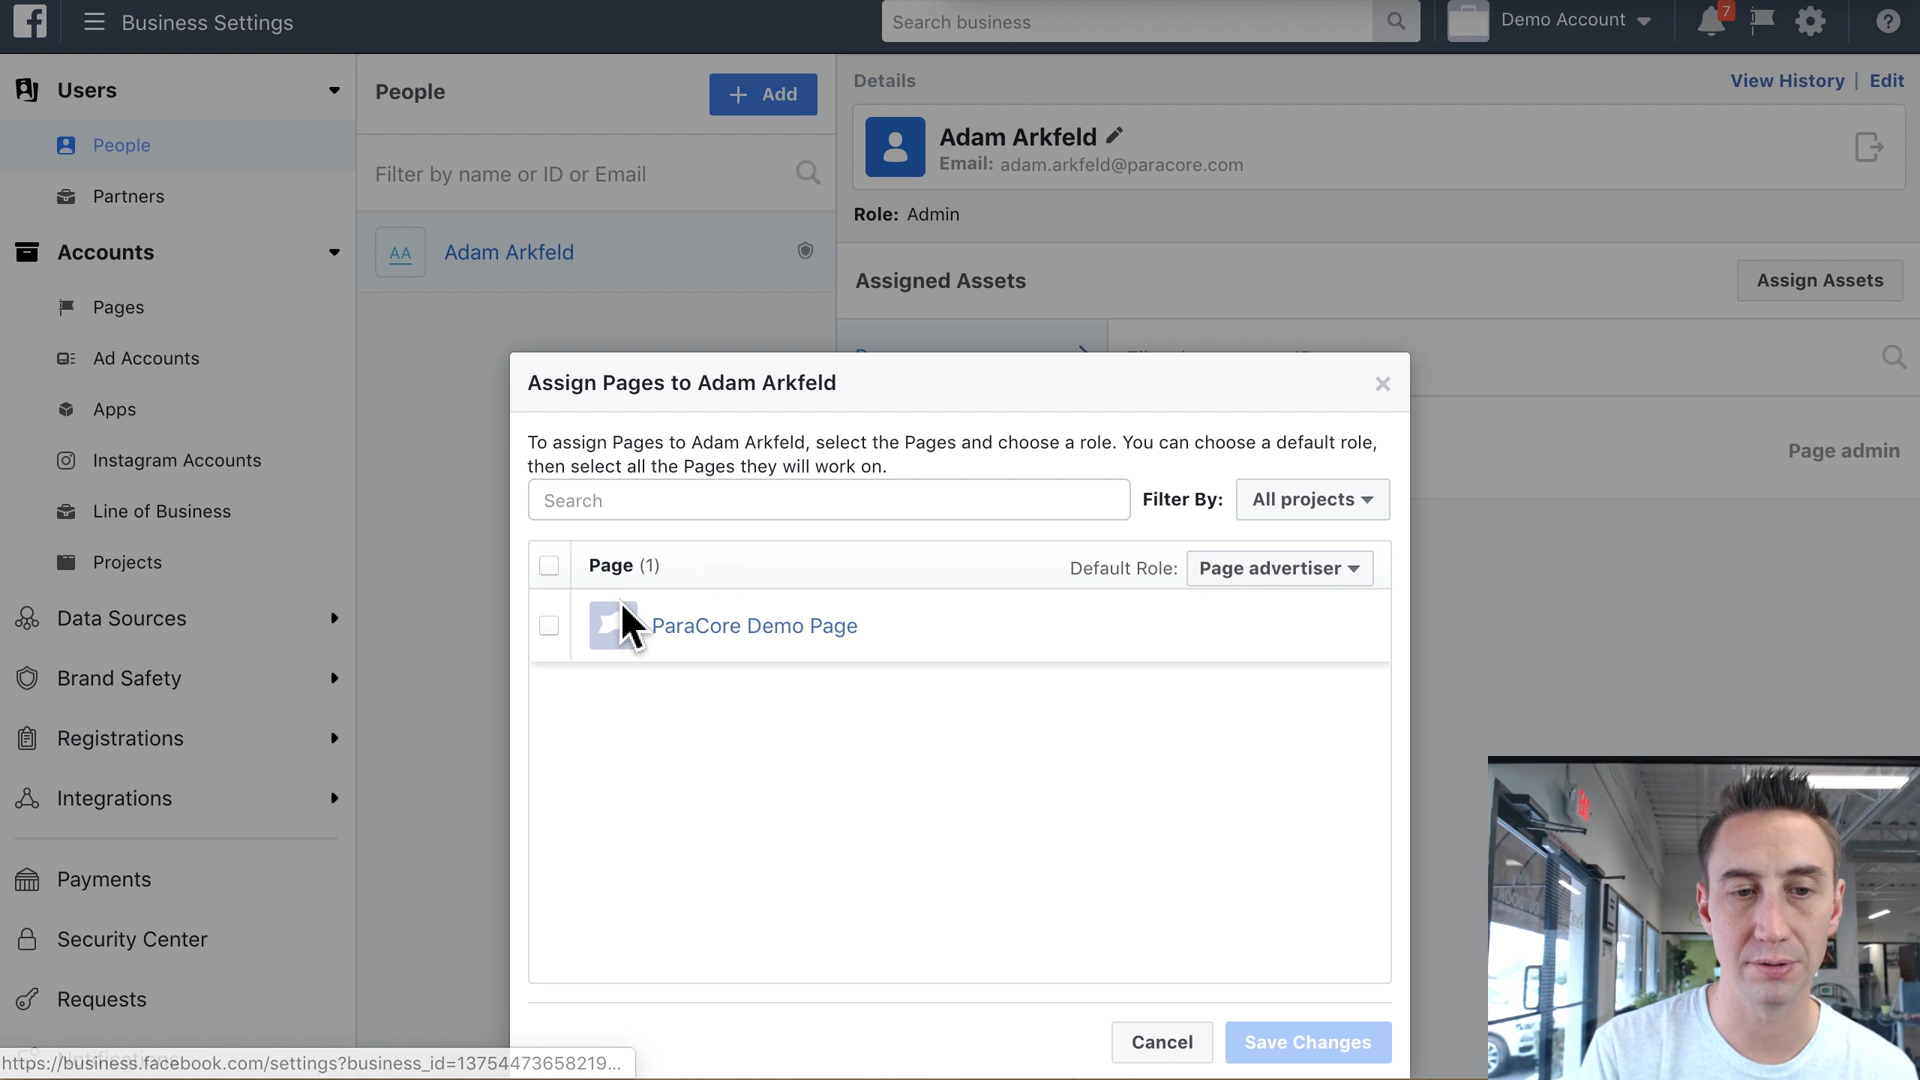 Business Settings
Search business
Demo Account
7
Users
People
Partners
Accounts
Pages
Ad Accounts
Apps
Instagram Accounts
Line of Business
Projects
Data Sources
Brand Safety
Registrations
Integrations
Payments
Security Center
Requests
https://business.facebook.com/settings?business_id=13754473658219...
People
+ Add
Filter by name or ID or Email
AA Adam Arkfeld
Details
View History | Edit
Adam Arkfeld
Email: adam.arkfeld@paracore.com
Role: Admin
Assigned Assets
Assign Assets
Page admin
Assign Pages to Adam Arkfeld
To assign Pages to Adam Arkfeld, select the Pages and choose a role. You can choose a default role,
then select all the Pages they will work on.
Search
Filter By: All projects
Page (1)
Default Role: Page advertiser
ParaCore Demo Page
Cancel
Save Changes